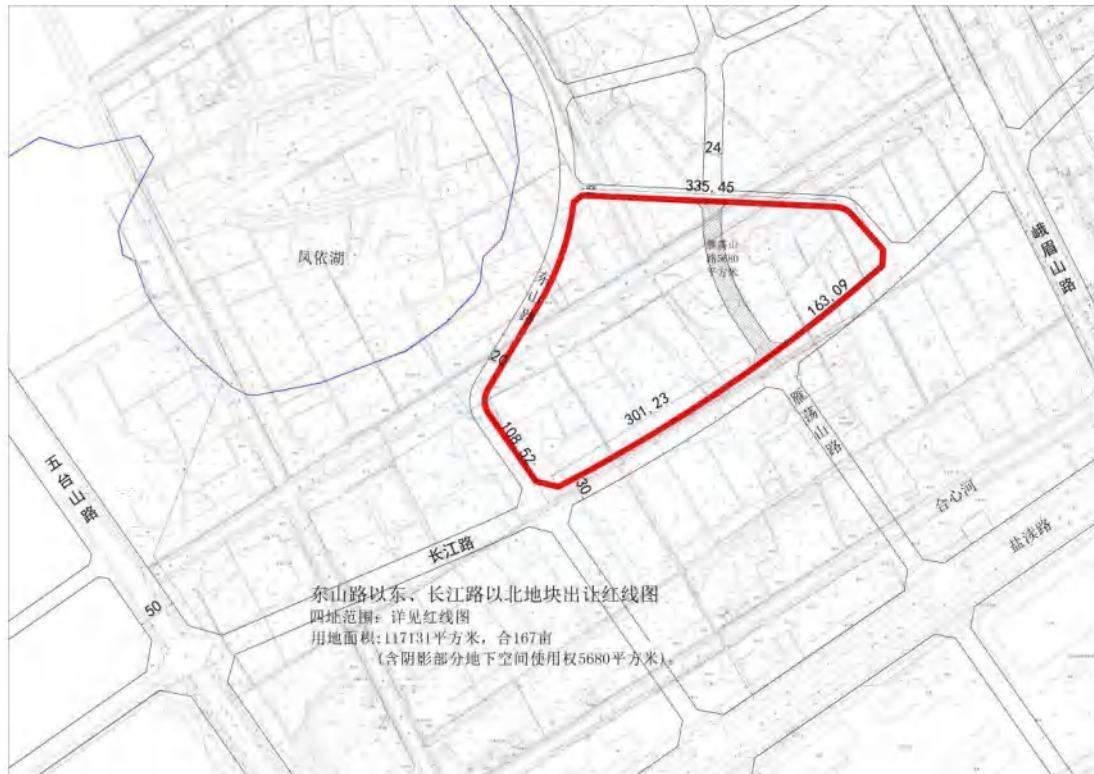 24
335.45
雁荡山
路5680
平方米
峨眉山路
凤依湖
东山路
163.09
20
301.23
108.52
30
雁荡山路
五台山路
合心河
盐渎路
长江路
50
东山路以东、长江路以北地块出让红线图
四址范围：详见红线图
用地面积:117131平方米，合167亩
(含阴影部分地下空间使用权5680平方米)。